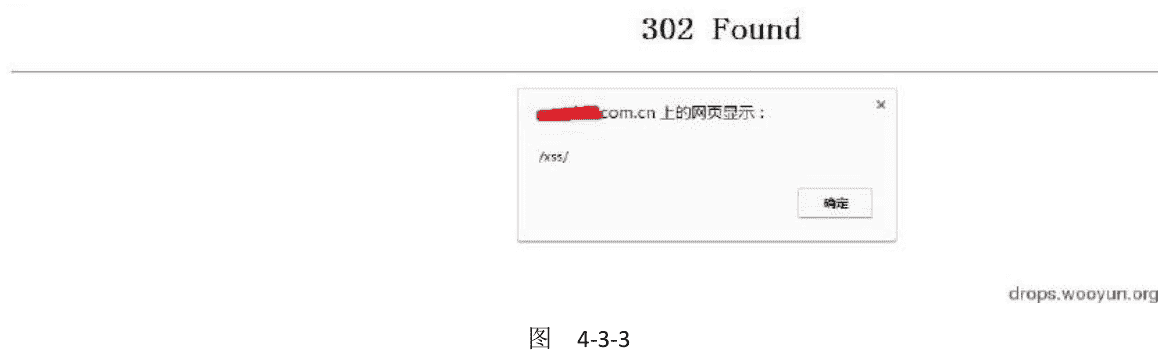 302 Found
com.cn 上的网页显示：
×
/xss/
确定
drops.wooyun.org
图 4-3-3